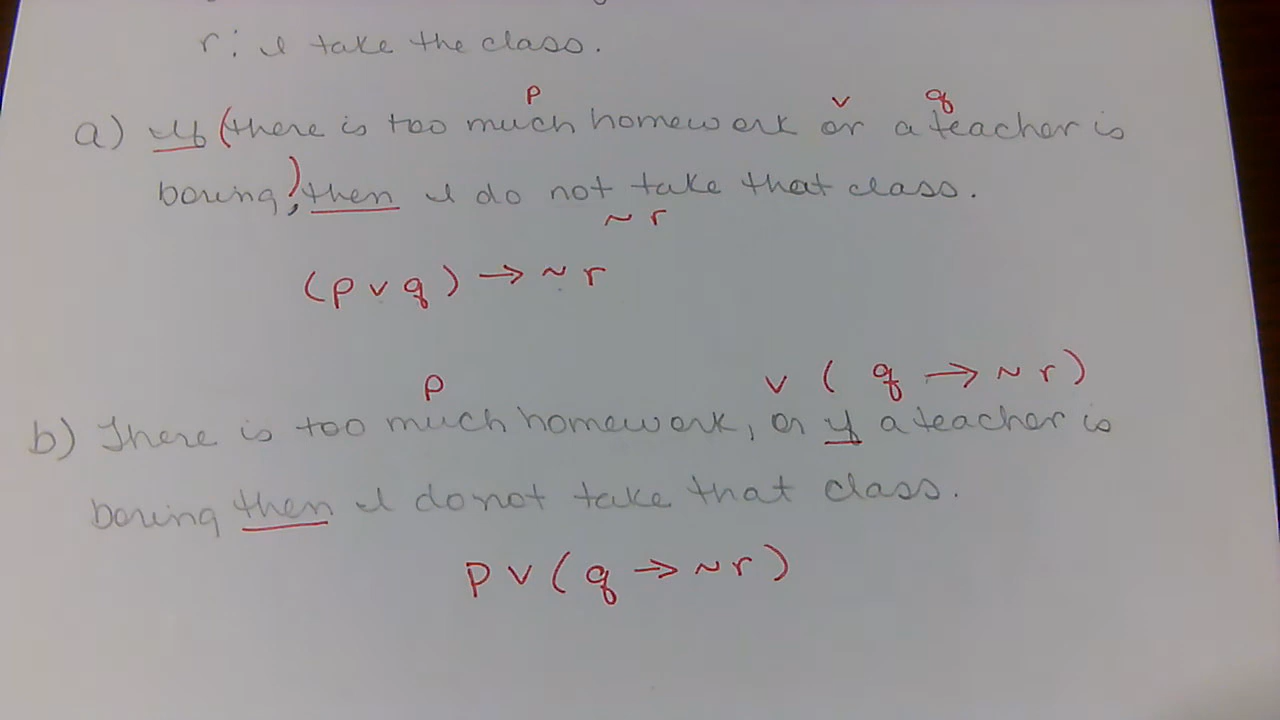 r: I take the class.
p v q
a) If (there is too much homework or a teacher is
boring), then I do not take that class.
~ r
(p v q) → ~ r
p v ( q → ~ r )
b) There is too much homework, or if a teacher is
boring then I do not take that class.
p v ( q → ~ r )